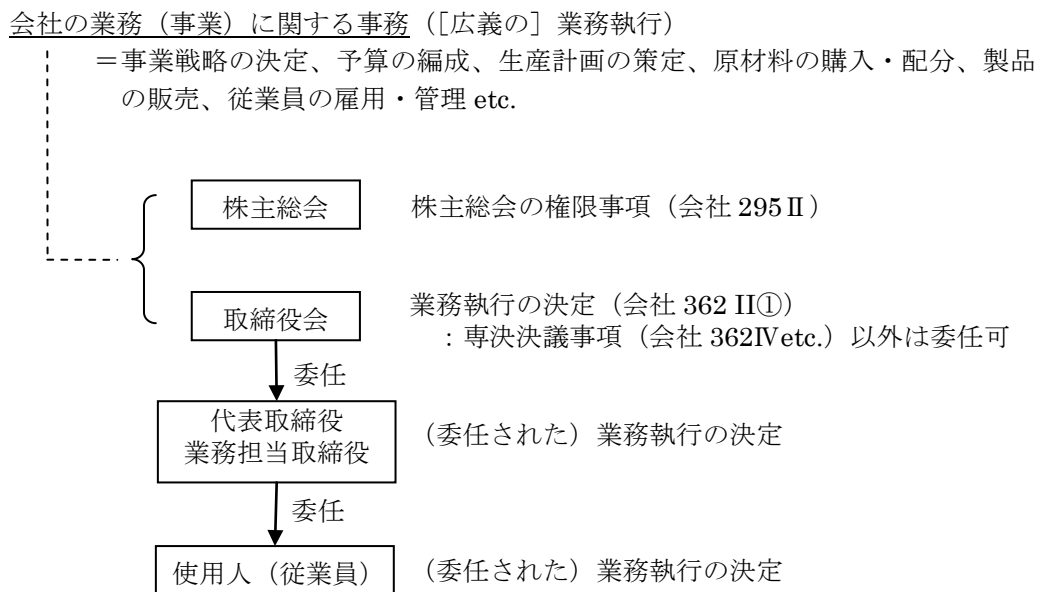 会社の業務（事業）に関する事務（［広義の］業務執行）
＝事業戦略の決定、予算の編成、生産計画の策定、原材料の購入・配分、製品
の販売、従業員の雇用・管理 etc.
株主総会 株主総会の権限事項（会社 295Ⅱ）
取締役会 業務執行の決定（会社 362 II①）
：専決決議事項（会社 362Ⅳetc.）以外は委任可
委任
代表取締役
業務担当取締役 （委任された）業務執行の決定
委任
使用人（従業員） （委任された）業務執行の決定